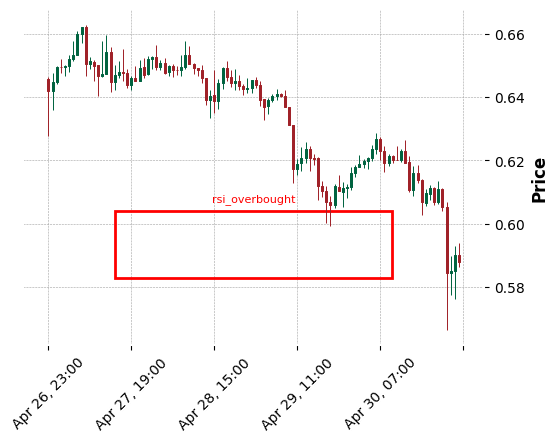 0.66
0.64
0.62
0.60
0.58
Price
rsi_overbought
Apr 26, 23:00
Apr 27, 19:00
Apr 28, 15:00
Apr 29, 11:00
Apr 30, 07:00